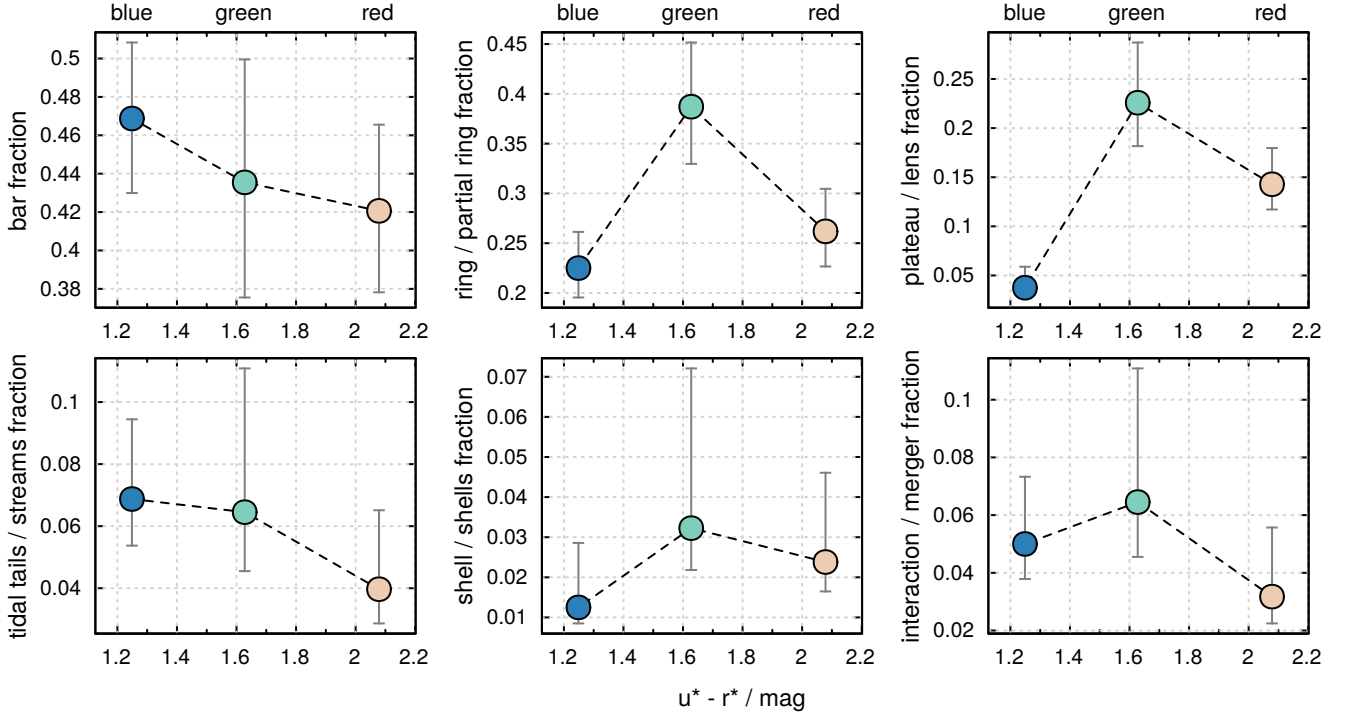 blue green red
bar fraction
0.5
0.48
0.46
0.44
0.42
0.4
0.38
1.2 1.4 1.6 1.8 2 2.2
blue green red
ring / partial ring fraction
0.45
0.4
0.35
0.3
0.25
0.2
1.2 1.4 1.6 1.8 2 2.2
blue green red
plateau / lens fraction
0.25
0.2
0.15
0.1
0.05
1.2 1.4 1.6 1.8 2 2.2
tidal tails / streams fraction
0.1
0.08
0.06
0.04
1.2 1.4 1.6 1.8 2 2.2
shell / shells fraction
0.07
0.06
0.05
0.04
0.03
0.02
0.01
1.2 1.4 1.6 1.8 2 2.2
interaction / merger fraction
0.1
0.08
0.06
0.04
0.02
1.2 1.4 1.6 1.8 2 2.2
u* - r* / mag